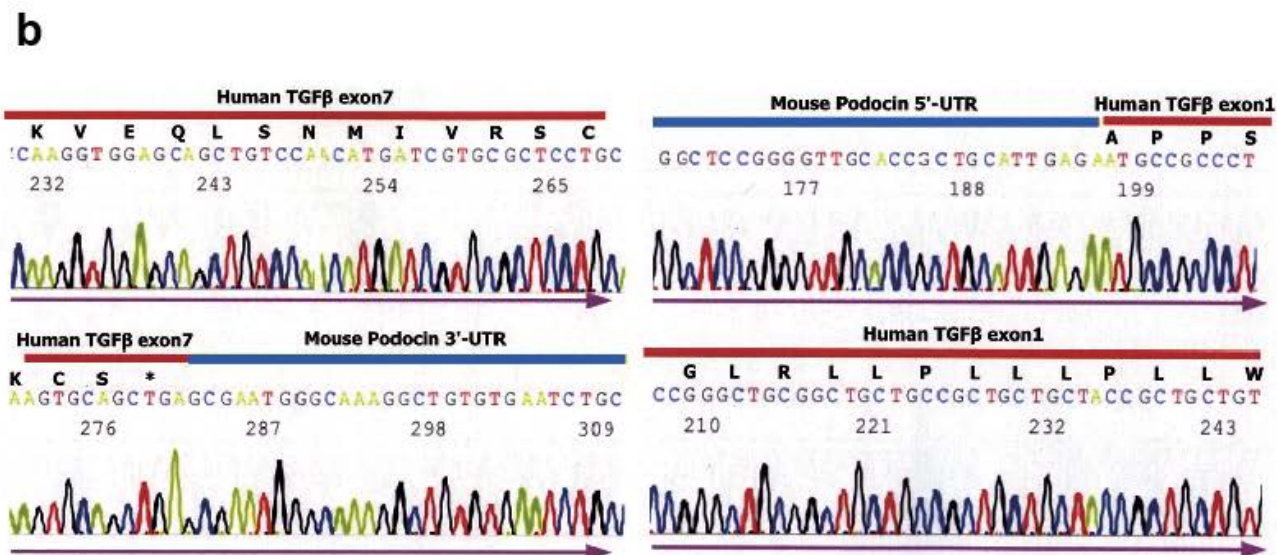 b
Human TGFβ exon7
K V E Q L S N M I V R S C
CAAGGTGGAGCAGCTGTCCAACATGATCGTGCGCTCCTGC
232 243 254 265
Mouse Podocin 5'-UTR Human TGFβ exon1
A P P S
GGCTCCGGGGTTGCACCGCTGCATTGAGAATGCCGCCCT
177 188 199
Human TGFβ exon7 Mouse Podocin 3'-UTR
K C S *
AAGTGCAGCTGAGCGAATGGGCAAAGGCTGTGTGAATCTGC
276 287 298 309
Human TGFβ exon1
G L R L L P L L L P L L W
CCGGGCTGCGGCTGCTGCCGCTGCTGCTACCGCTGCTGT
210 221 232 243